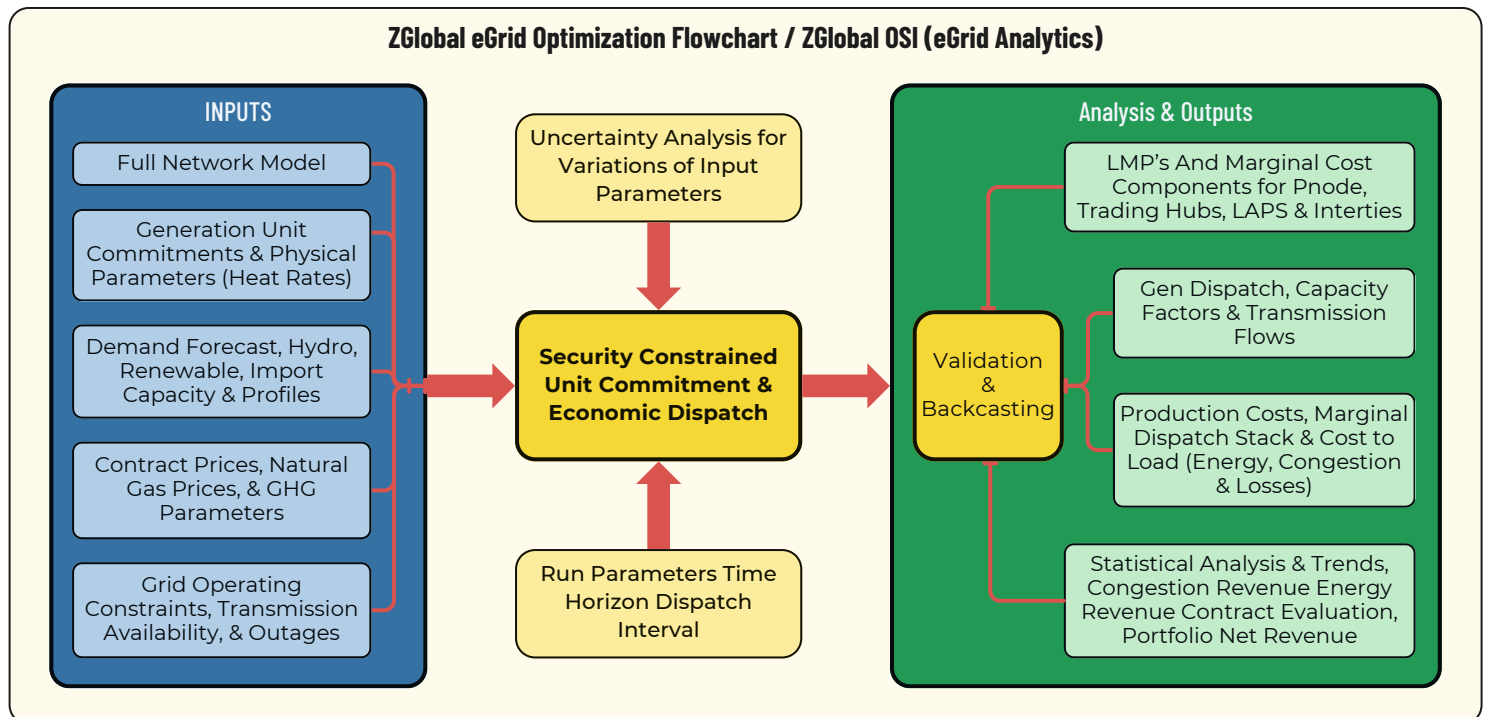 ZGlobal eGrid Optimization Flowchart / ZGlobal OSI (eGrid Analytics)
INPUTS
Full Network Model
Generation Unit
Commitments & Physical
Parameters (Heat Rates)
Demand Forecast, Hydro,
Renewable, Import
Capacity & Profiles
Contract Prices, Natural
Gas Prices, & GHG
Parameters
Grid Operating
Constraints, Transmission
Availability, & Outages
Uncertainty Analysis for
Variations of Input
Parameters
Security Constrained
Unit Commitment &
Economic Dispatch
Run Parameters Time
Horizon Dispatch
Interval
Analysis & Outputs
Validation
&
Backcasting
LMP's And Marginal Cost
Components for Pnode,
Trading Hubs, LAPS & Interties
Gen Dispatch, Capacity
Factors & Transmission
Flows
Production Costs, Marginal
Dispatch Stack & Cost to
Load (Energy, Congestion
& Losses)
Statistical Analysis & Trends,
Congestion Revenue Energy
Revenue Contract Evaluation,
Portfolio Net Revenue